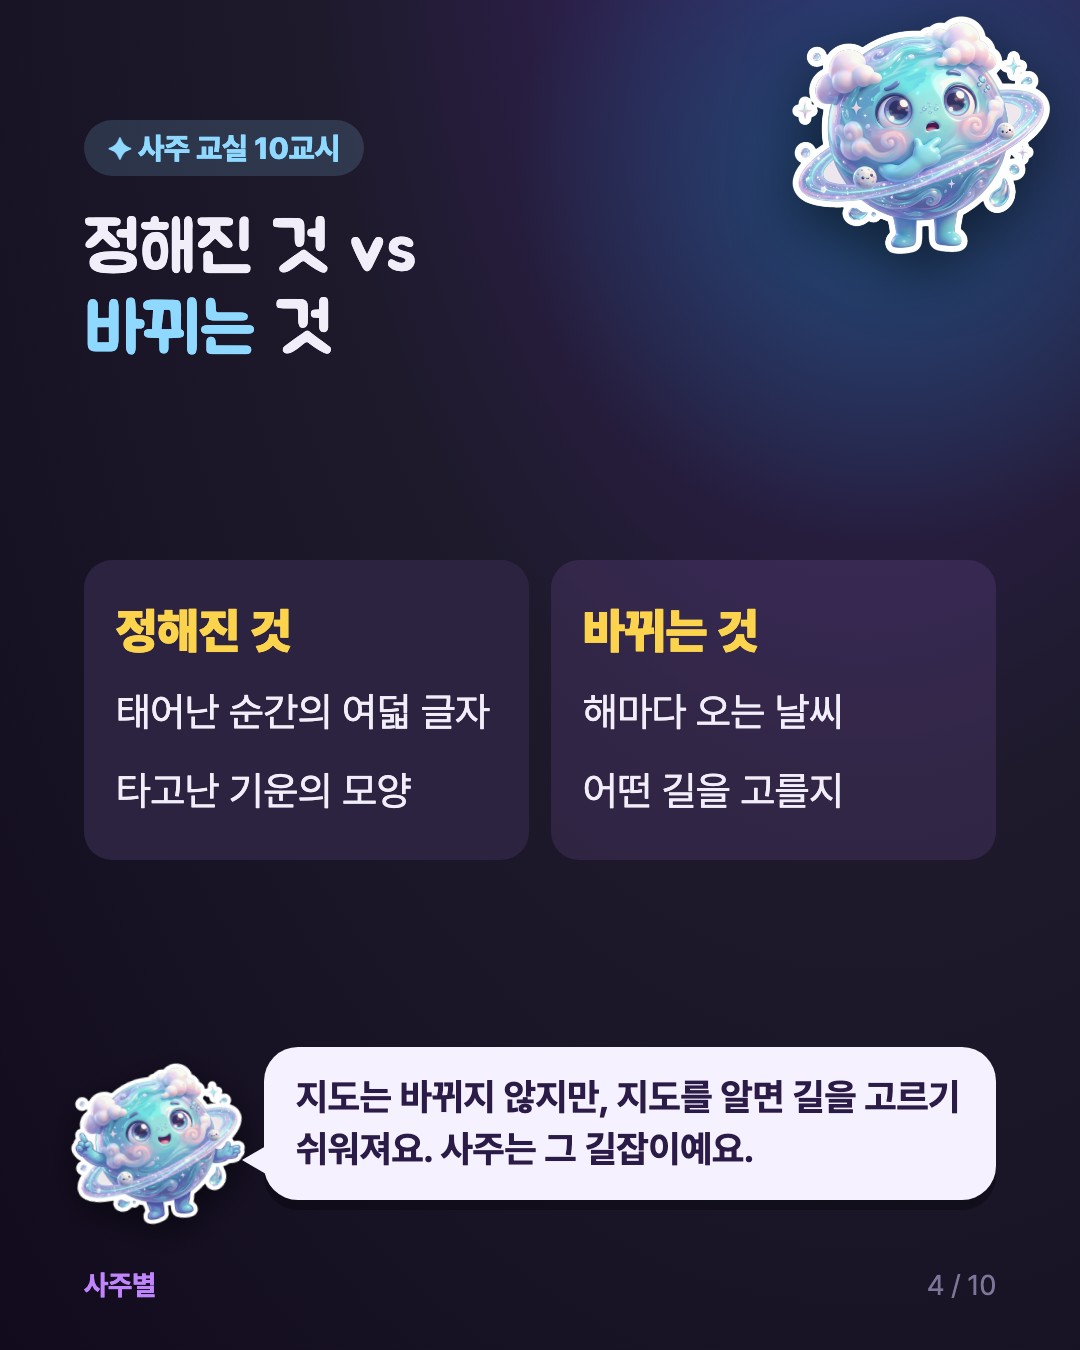 ✦ 사주 교실 10교시
정해진 것 vs
바뀌는 것
정해진 것
태어난 순간의 여덟 글자
타고난 기운의 모양
바뀌는 것
해마다 오는 날씨
어떤 길을 고를지
지도는 바뀌지 않지만, 지도를 알면 길을 고르기
쉬워져요. 사주는 그 길잡이예요.
사주별
4 / 10